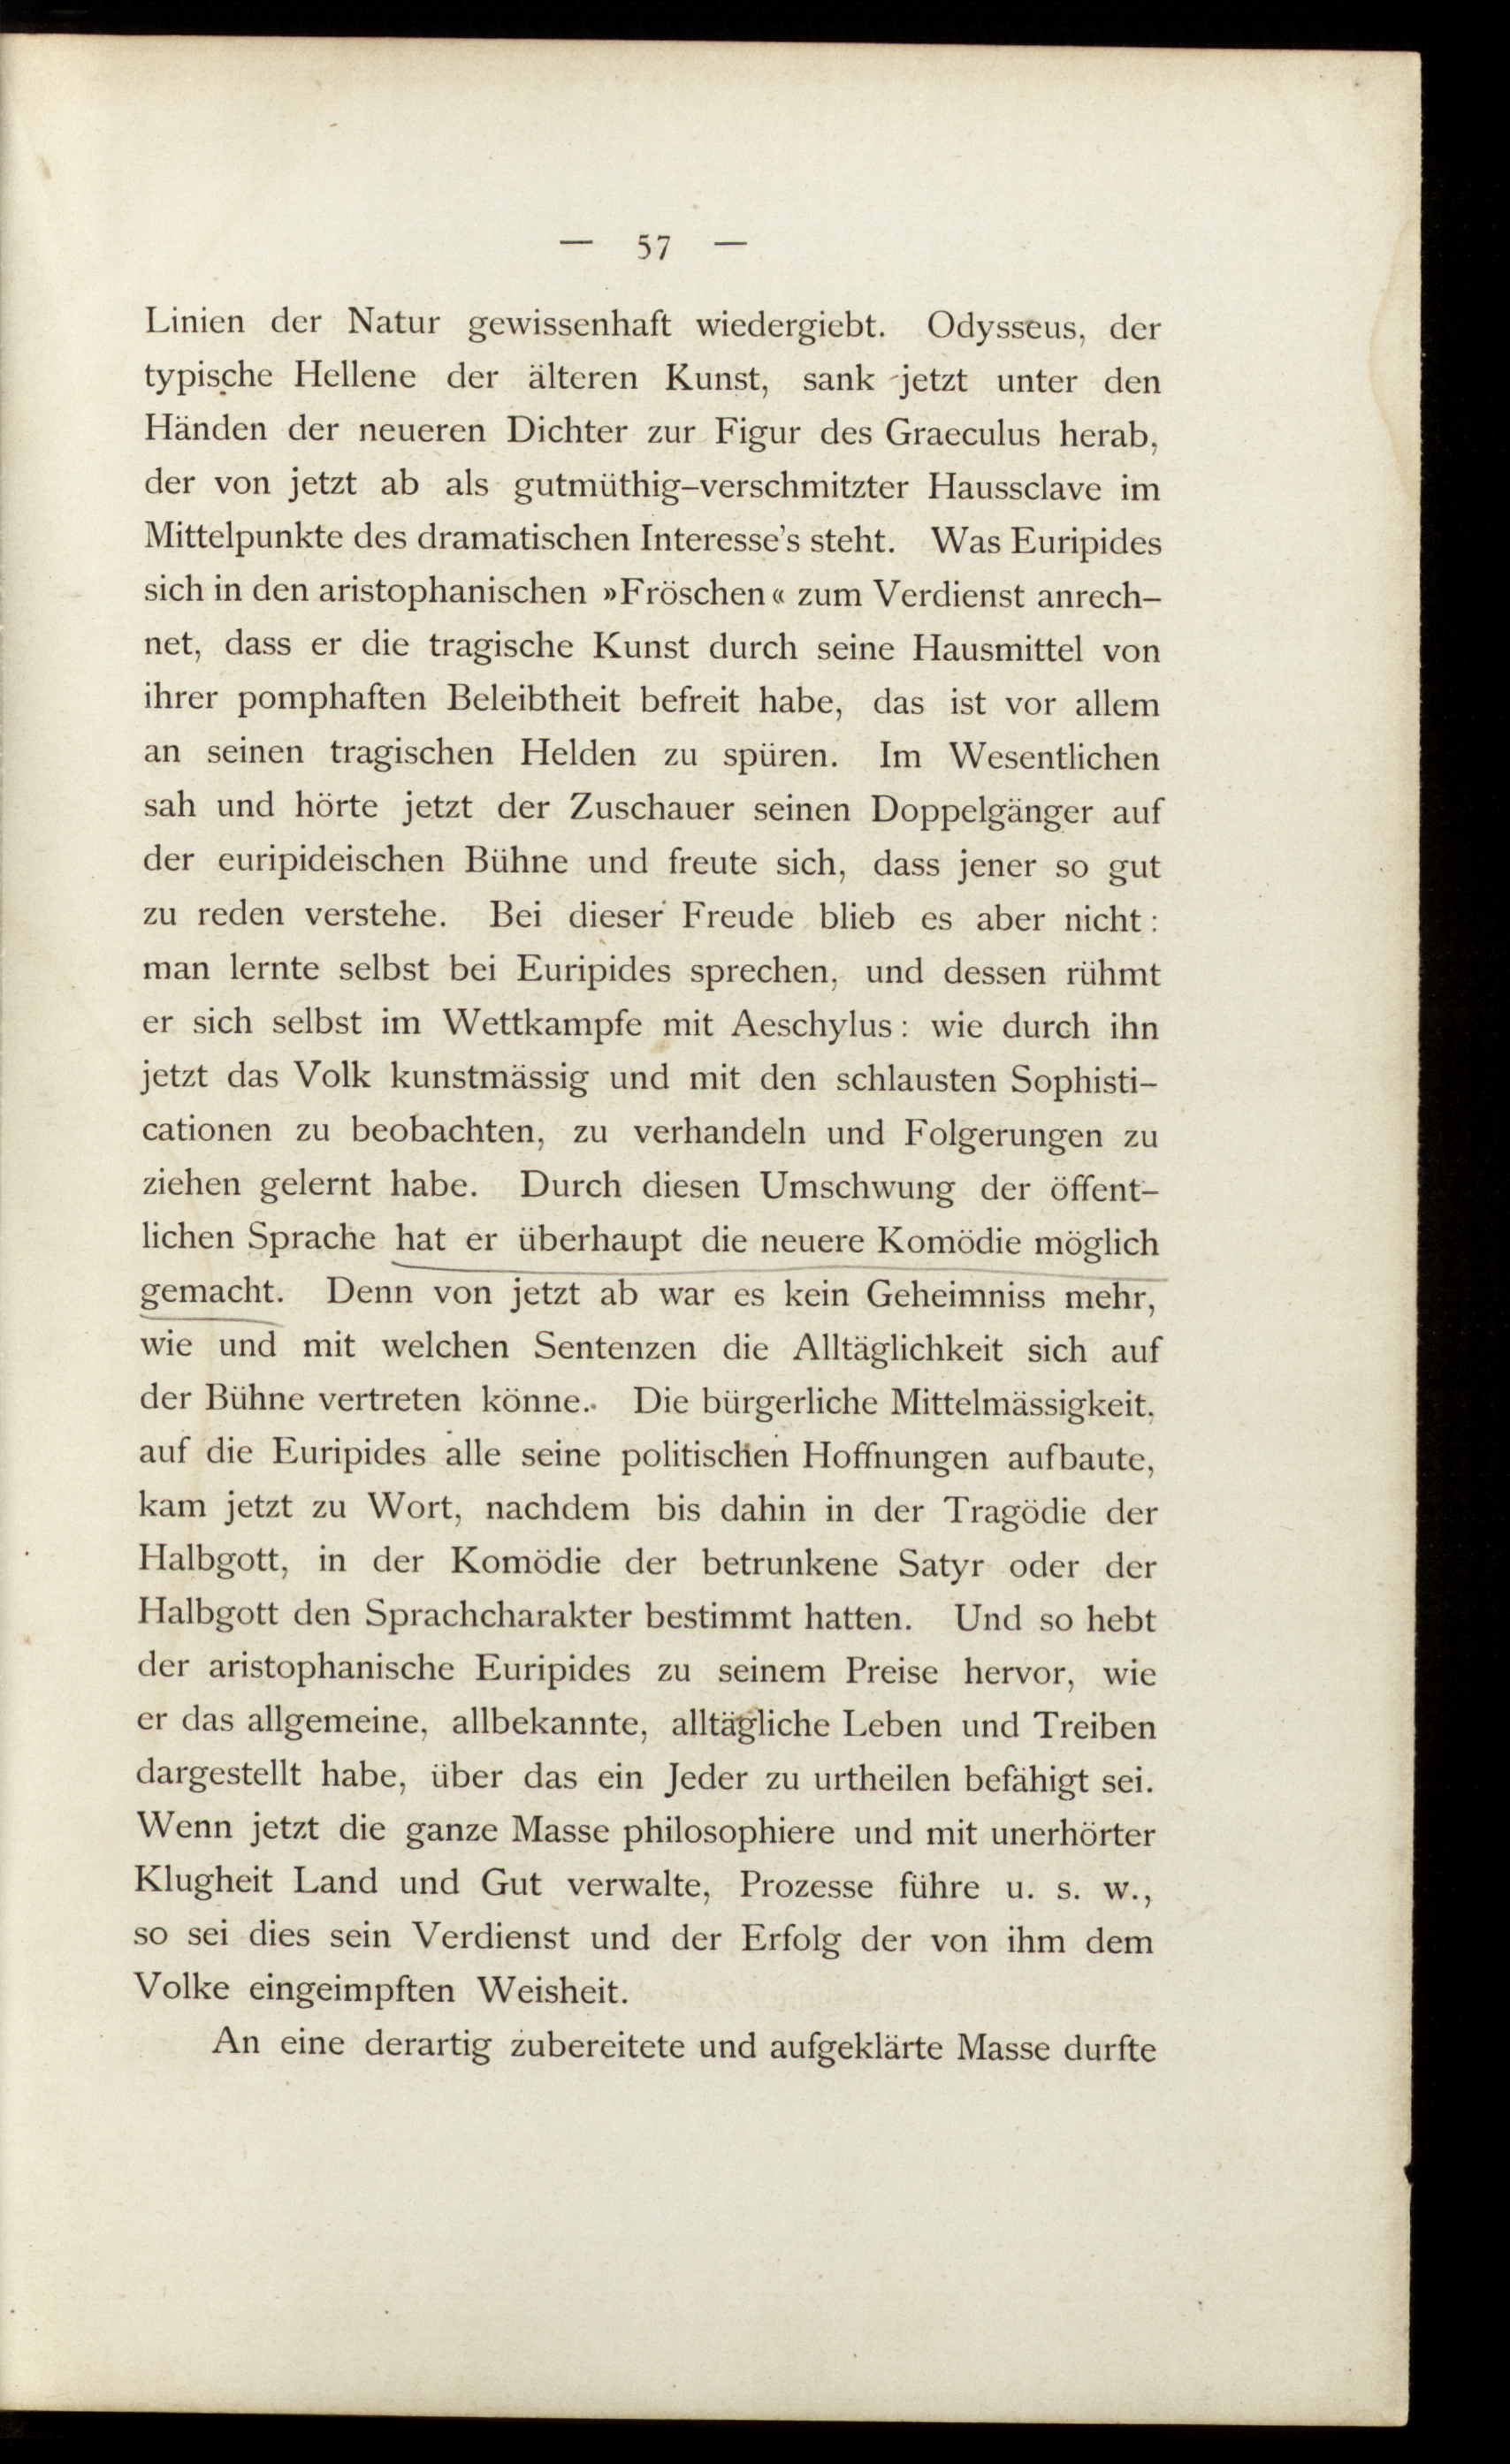 — 57 —
Linien der Natur gewissenhaft wiedergiebt. Odysseus, der
typische Hellene der älteren Kunst, sank jetzt unter den
Händen der neueren Dichter zur Figur des Graeculus herab,
der von jetzt ab als gutmüthig-verschmitzter Haussclave im
Mittelpunkte des dramatischen Interesse's steht. Was Euripides
sich in den aristophanischen »Fröschen« zum Verdienst anrech-
net, dass er die tragische Kunst durch seine Hausmittel von
ihrer pomphaften Beleibtheit befreit habe, das ist vor allem
an seinen tragischen Helden zu spüren. Im Wesentlichen
sah und hörte jetzt der Zuschauer seinen Doppelgänger auf
der euripideischen Bühne und freute sich, dass jener so gut
zu reden verstehe. Bei dieser Freude blieb es aber nicht:
man lernte selbst bei Euripides sprechen, und dessen rühmt
er sich selbst im Wettkampfe mit Aeschylus: wie durch ihn
jetzt das Volk kunstmässig und mit den schlausten Sophisti-
cationen zu beobachten, zu verhandeln und Folgerungen zu
ziehen gelernt habe. Durch diesen Umschwung der öffent-
lichen Sprache hat er überhaupt die neuere Komödie möglich
gemacht. Denn von jetzt ab war es kein Geheimniss mehr,
wie und mit welchen Sentenzen die Alltäglichkeit sich auf
der Bühne vertreten könne. Die bürgerliche Mittelmässigkeit,
auf die Euripides alle seine politischen Hoffnungen aufbaute,
kam jetzt zu Wort, nachdem bis dahin in der Tragödie der
Halbgott, in der Komödie der betrunkene Satyr oder der
Halbgott den Sprachcharakter bestimmt hatten. Und so hebt
der aristophanische Euripides zu seinem Preise hervor, wie
er das allgemeine, allbekannte, alltägliche Leben und Treiben
dargestellt habe, über das ein Jeder zu urtheilen befähigt sei.
Wenn jetzt die ganze Masse philosophiere und mit unerhörter
Klugheit Land und Gut verwalte, Prozesse führe u. s. w.,
so sei dies sein Verdienst und der Erfolg der von ihm dem
Volke eingeimpften Weisheit.
An eine derartig zubereitete und aufgeklärte Masse durfte